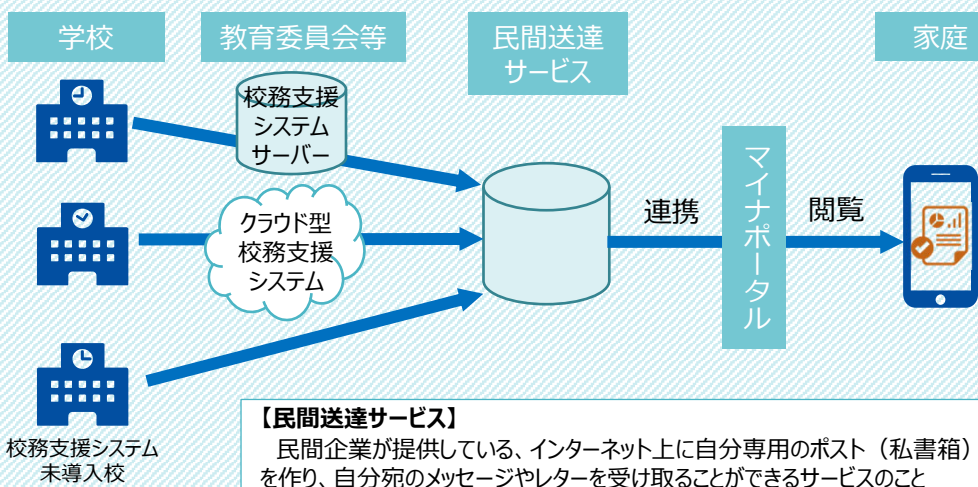 学校
教育委員会等
民間送達
サービス
家庭
校務支援
システム
サーバー
クラウド型
校務支援
システム
連携
マイナポータル
閲覧
校務支援システム
未導入校
【民間送達サービス】
民間企業が提供している、インターネット上に自分専用のポスト（私書箱）
を作り、自分宛のメッセージやレターを受け取ることができるサービスのこと